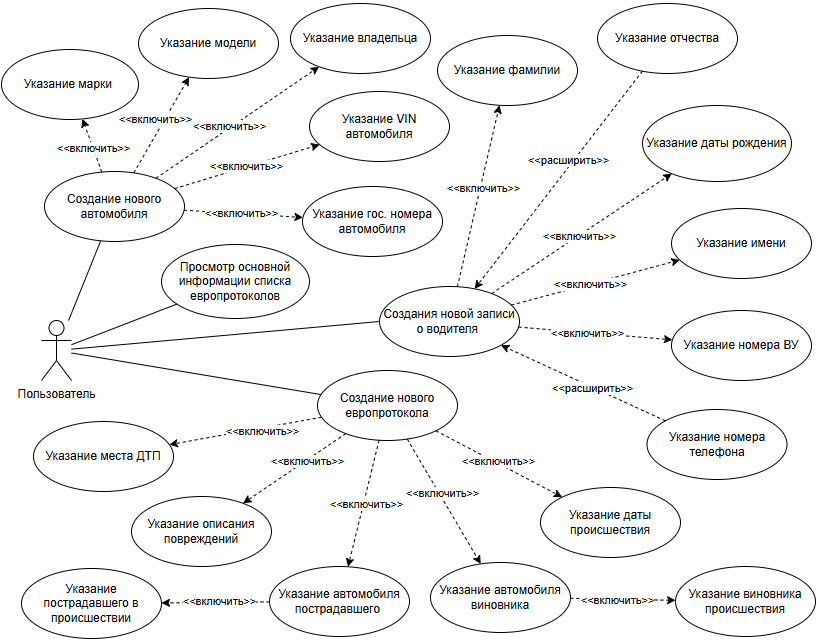 Указание модели
Указание владельца
Указание отчества
Указание фамилии
Указание марки
<<включить>>
<<включить>>
<<включить>>
Указание VIN
автомобиля
<<включить>>
<<расширить>>
Указание даты рождения
<<включить>>
<<включить>>
Создание нового
автомобиля
<<включить>>
Указание гос. номера
автомобиля
<<включить>>
Указание имени
Просмотр основной
информации списка
европротоколов
<<включить>>
Создания новой записи
о водителя
<<включить>>
Указание номера ВУ
Пользователь
<<расширить>>
Создание нового
европротокола
Указание номера
телефона
<<включить>>
Указание места ДТП
<<включить>>
<<включить>>
<<включить>>
<<включить>>
Указание описания
повреждений
Указание даты
происшествия
Указание
пострадавшего в
происшествии
<<включить>>
Указание автомобиля
пострадавшего
Указание автомобиля
виновника
<<включить>>
Указание виновника
происшествия